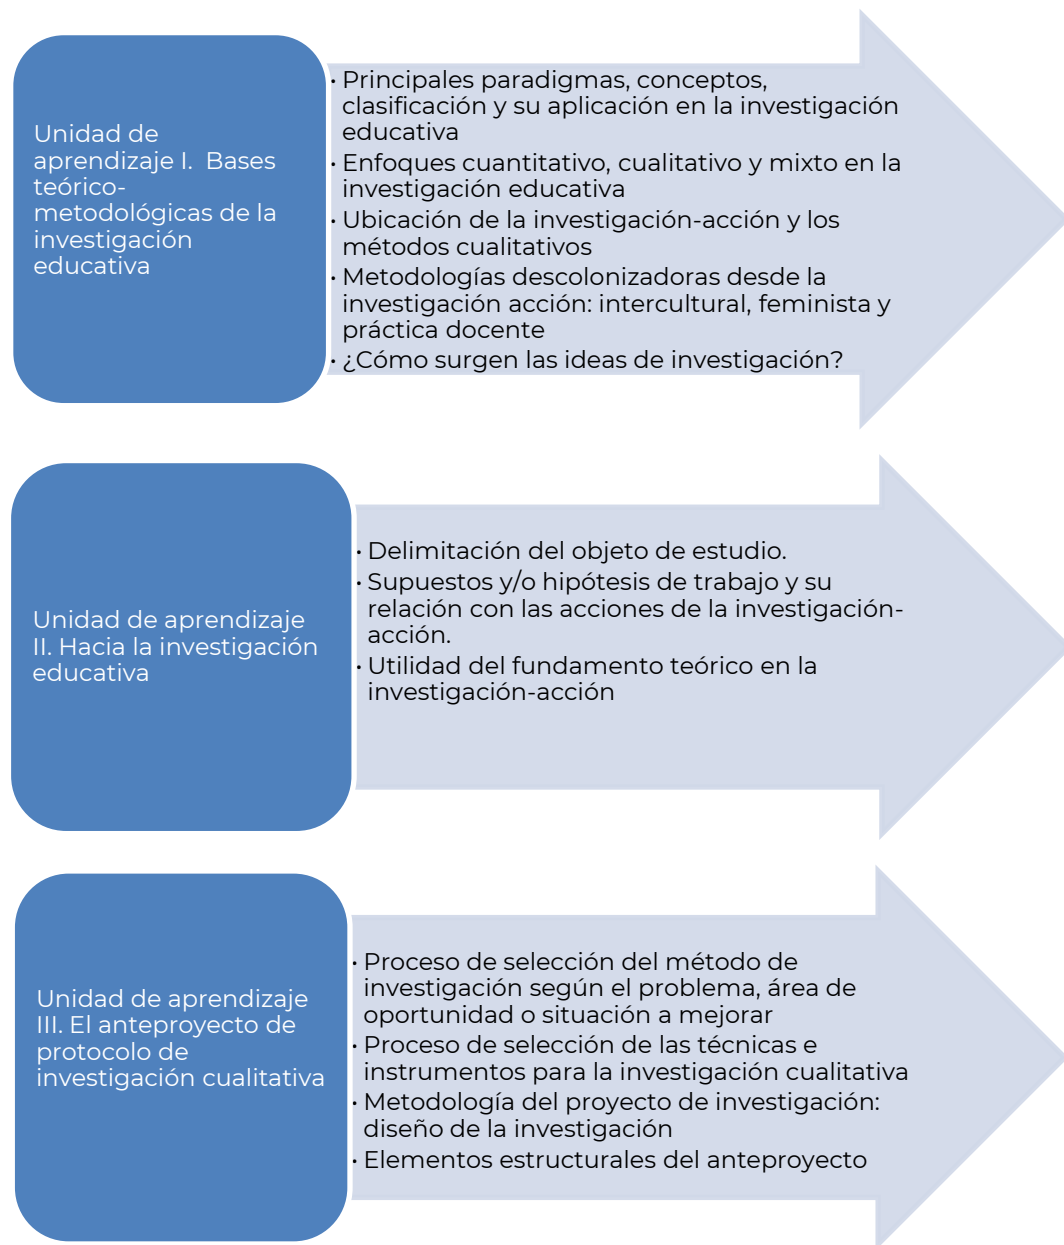 Unidad de
aprendizaje I.  Bases
teórico-
metodológicas de la
investigación
educativa
· Principales paradigmas, conceptos,
clasificación y su aplicación en la investigación
educativa
· Enfoques cuantitativo, cualitativo y mixto en la
investigación educativa
· Ubicación de la investigación-acción y los
métodos cualitativos
· Metodologías descolonizadoras desde la
investigación acción: intercultural, feminista y
práctica docente
· ¿Cómo surgen las ideas de investigación?
Unidad de aprendizaje
II. Hacia la investigación
educativa
· Delimitación del objeto de estudio.
· Supuestos y/o hipótesis de trabajo y su
relación con las acciones de la investigación-
acción.
· Utilidad del fundamento teórico en la
investigación-acción
Unidad de aprendizaje
III. El anteproyecto de
protocolo de
investigación cualitativa
· Proceso de selección del método de
investigación según el problema, área de
oportunidad o situación a mejorar
· Proceso de selección de las técnicas e
instrumentos para la investigación cualitativa
· Metodología del proyecto de investigación:
diseño de la investigación
· Elementos estructurales del anteproyecto